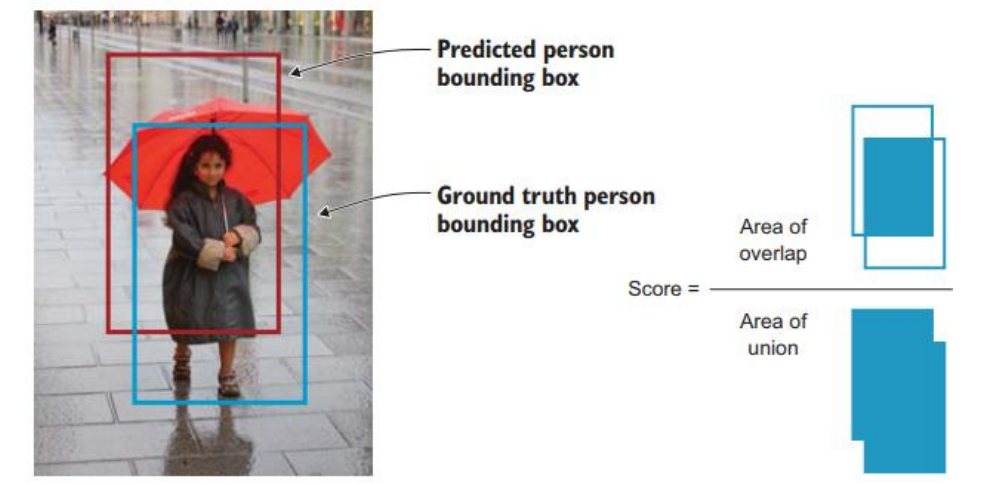 Predicted person
bounding box
Ground truth person
bounding box
Area of
overlap
Score =
Area of
union